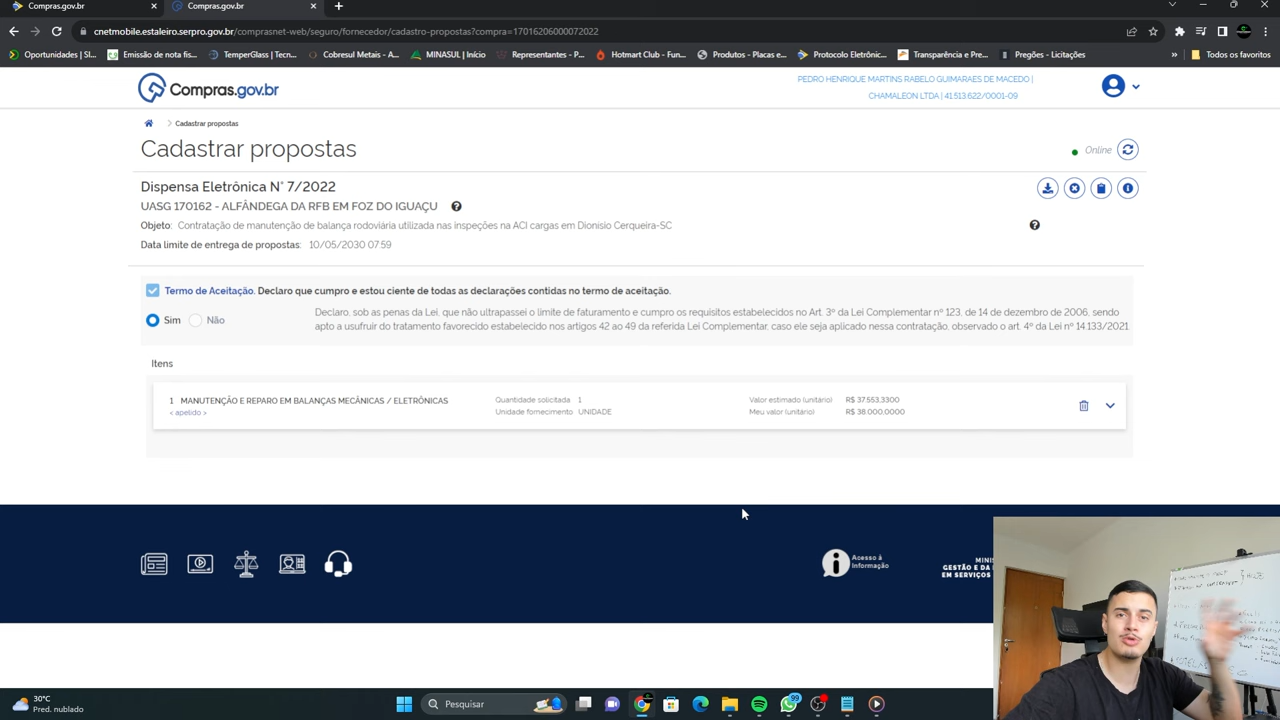 Compras.gov.br
Compras.gov.br
cnetmobile.estaleiro.serpro.gov.br/comprasnet-web/seguro/fornecedor/cadastro-propostas?compra=17016206000072022
Oportunidades | Sl...
Emissão de nota fis...
TemperGlass | Tecn...
Cobresul Metais - A...
MINASUL | Início
Representantes - P...
Hotmart Club - Fun...
Produtos - Placas e...
Protocolo Eletrônic...
Transparência e Pre...
Pregões - Licitações
Todos os favoritos
Compras.gov.br
PEDRO HENRIQUE MARTINS RABELO GUIMARAES DE MACEDO |
CHAMALEON LTDA | 41.513.622/0001-09
Cadastrar propostas
Cadastrar propostas
Online
Dispensa Eletrônica N° 7/2022
UASG 170162 - ALFÂNDEGA DA RFB EM FOZ DO IGUAÇU
Objeto: Contratação de manutenção de balança rodoviária utilizada nas inspeções na ACI cargas em Dionísio Cerqueira-SC
Data limite de entrega de propostas: 10/05/2030 07:59
Termo de Aceitação. Declaro que cumpro e estou ciente de todas as declarações contidas no termo de aceitação.
Sim Não
Declaro, sob as penas da Lei, que não ultrapassei o limite de faturamento e cumpro os requisitos estabelecidos no Art. 3º da Lei Complementar nº 123, de 14 de dezembro de 2006, sendo
apto a usufruir do tratamento favorecido estabelecido nos artigos 42 ao 49 da referida Lei Complementar, caso ele seja aplicado nessa contratação, observado o art. 4º da Lei nº 14.133/2021.
Itens
1 MANUTENÇÃO E REPARO EM BALANÇAS MECÂNICAS / ELETRÔNICAS
< apelido >
Quantidade solicitada 1
Unidade fornecimento UNIDADE
Valor estimado (unitário) R$ 37.553,3300
Meu valor (unitário) R$ 38.000,0000
Acesso à
Informação
MINIS
GESTÃO E DA
EM SERVIÇOS
30°C
Pred. nublado
Pesquisar
99